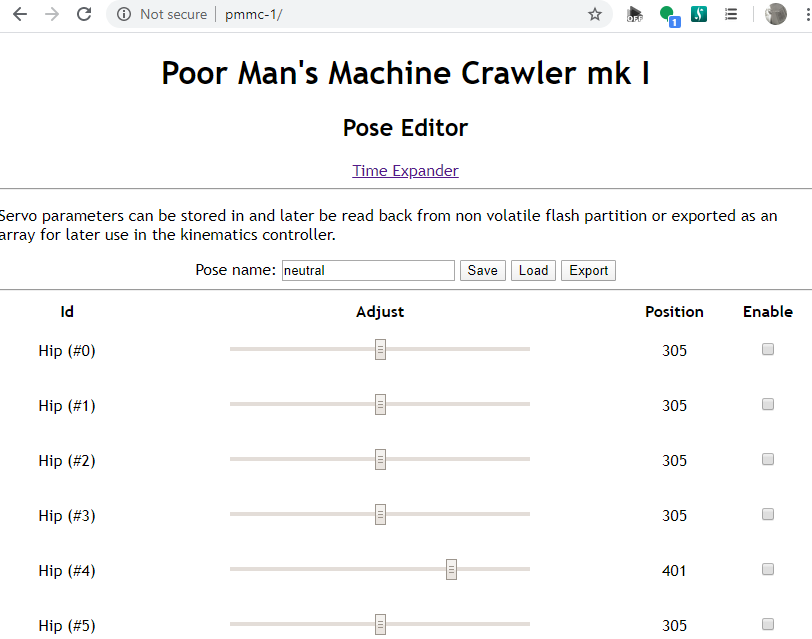 Not secure | pmmc-1/
OFF
1
Poor Man's Machine Crawler mk I
Pose Editor
Time Expander
Servo parameters can be stored in and later be read back from non volatile flash partition or exported as an
array for later use in the kinematics controller.
Pose name: neutral Save Load Export
Id Adjust Position Enable
Hip (#0) 305
Hip (#1) 305
Hip (#2) 305
Hip (#3) 305
Hip (#4) 401
Hip (#5) 305